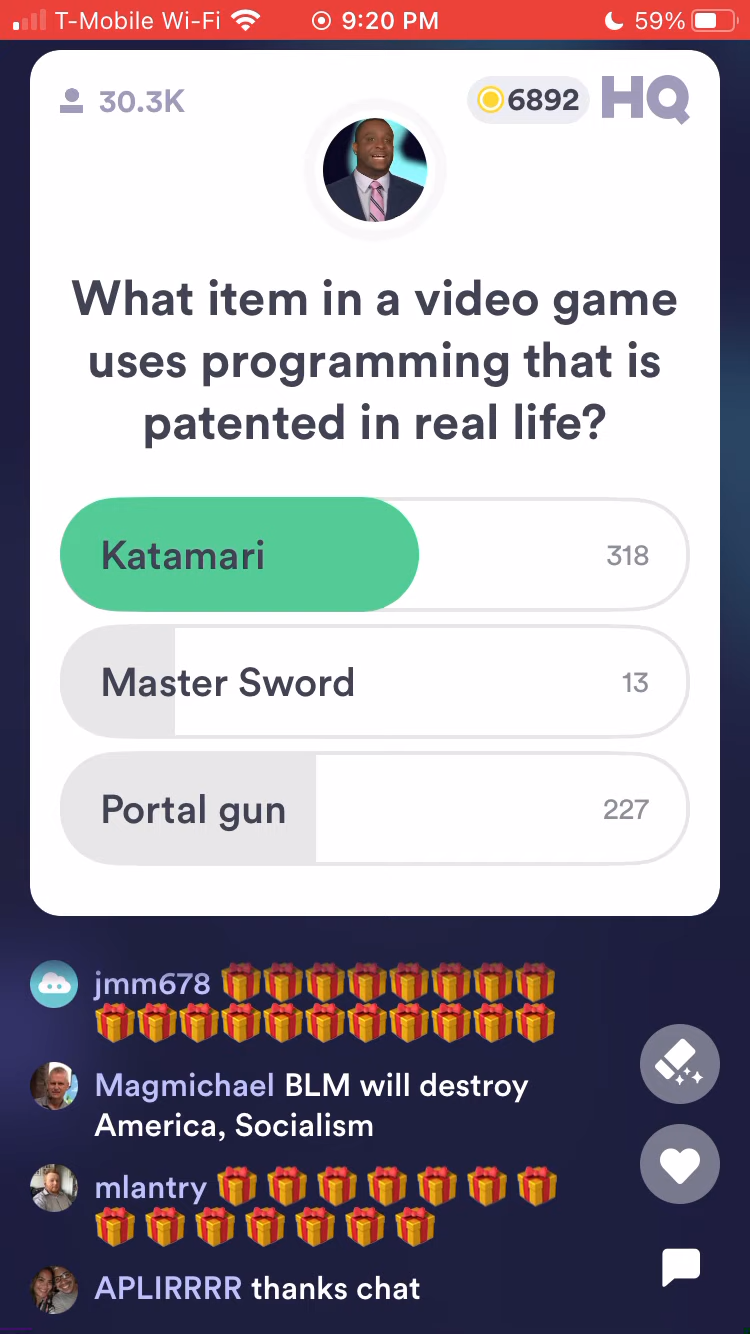 T-Mobile Wi-Fi 9:20 PM 59%
30.3K 6892 HQ
What item in a video game
uses programming that is
patented in real life?
Katamari 318
Master Sword 13
Portal gun 227
jmm678 🎁🎁🎁🎁🎁🎁🎁🎁
🎁🎁🎁🎁🎁🎁🎁🎁🎁🎁🎁
Magmichael BLM will destroy
America, Socialism
mlantry 🎁🎁🎁🎁🎁🎁🎁
🎁🎁🎁🎁🎁🎁🎁
APLIRRRR thanks chat